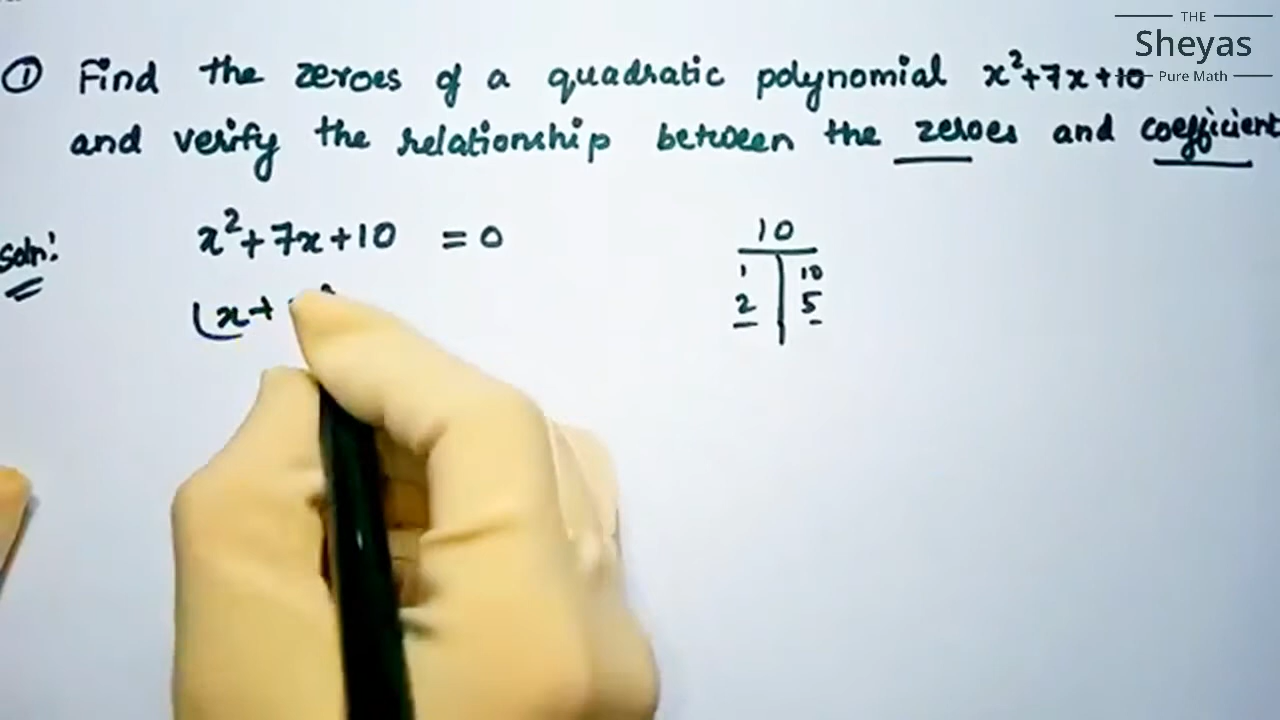 THE
Sheyas
Pure Math
① Find the zeroes of a quadratic polynomial x²+7x+10
and verify the relationship between the zeroes and coefficient
Soln:
x²+7x+10 = 0
10
1 10
2 5
(x+